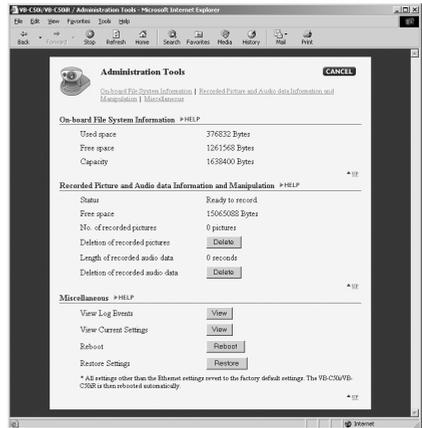 VB-C50i/VB-C50iR / Administration Tools - Microsoft Internet Explorer
File Edit View Favorites Tools Help
Back Forward Stop Refresh Home Search Favorites Media History Mail Print
Administration Tools CANCEL
On-board File System Information | Recorded Picture and Audio data Information and
Manipulation | Miscellaneous
On-board File System Information ▶HELP
Used space 376832 Bytes
Free space 1261568 Bytes
Capacity 1638400 Bytes
▲UP
Recorded Picture and Audio data Information and Manipulation ▶HELP
Status Ready to record
Free space 15065088 Bytes
No. of recorded pictures 0 pictures
Deletion of recorded pictures Delete
Length of recorded audio data 0 seconds
Deletion of recorded audio data Delete
▲UP
Miscellaneous ▶HELP
View Log Events View
View Current Settings View
Reboot Reboot
Restore Settings Restore
* All settings other than the Ethernet settings revert to the factory default settings. The VB-C50i/VB-
C50iR is then rebooted automatically.
▲UP
Internet